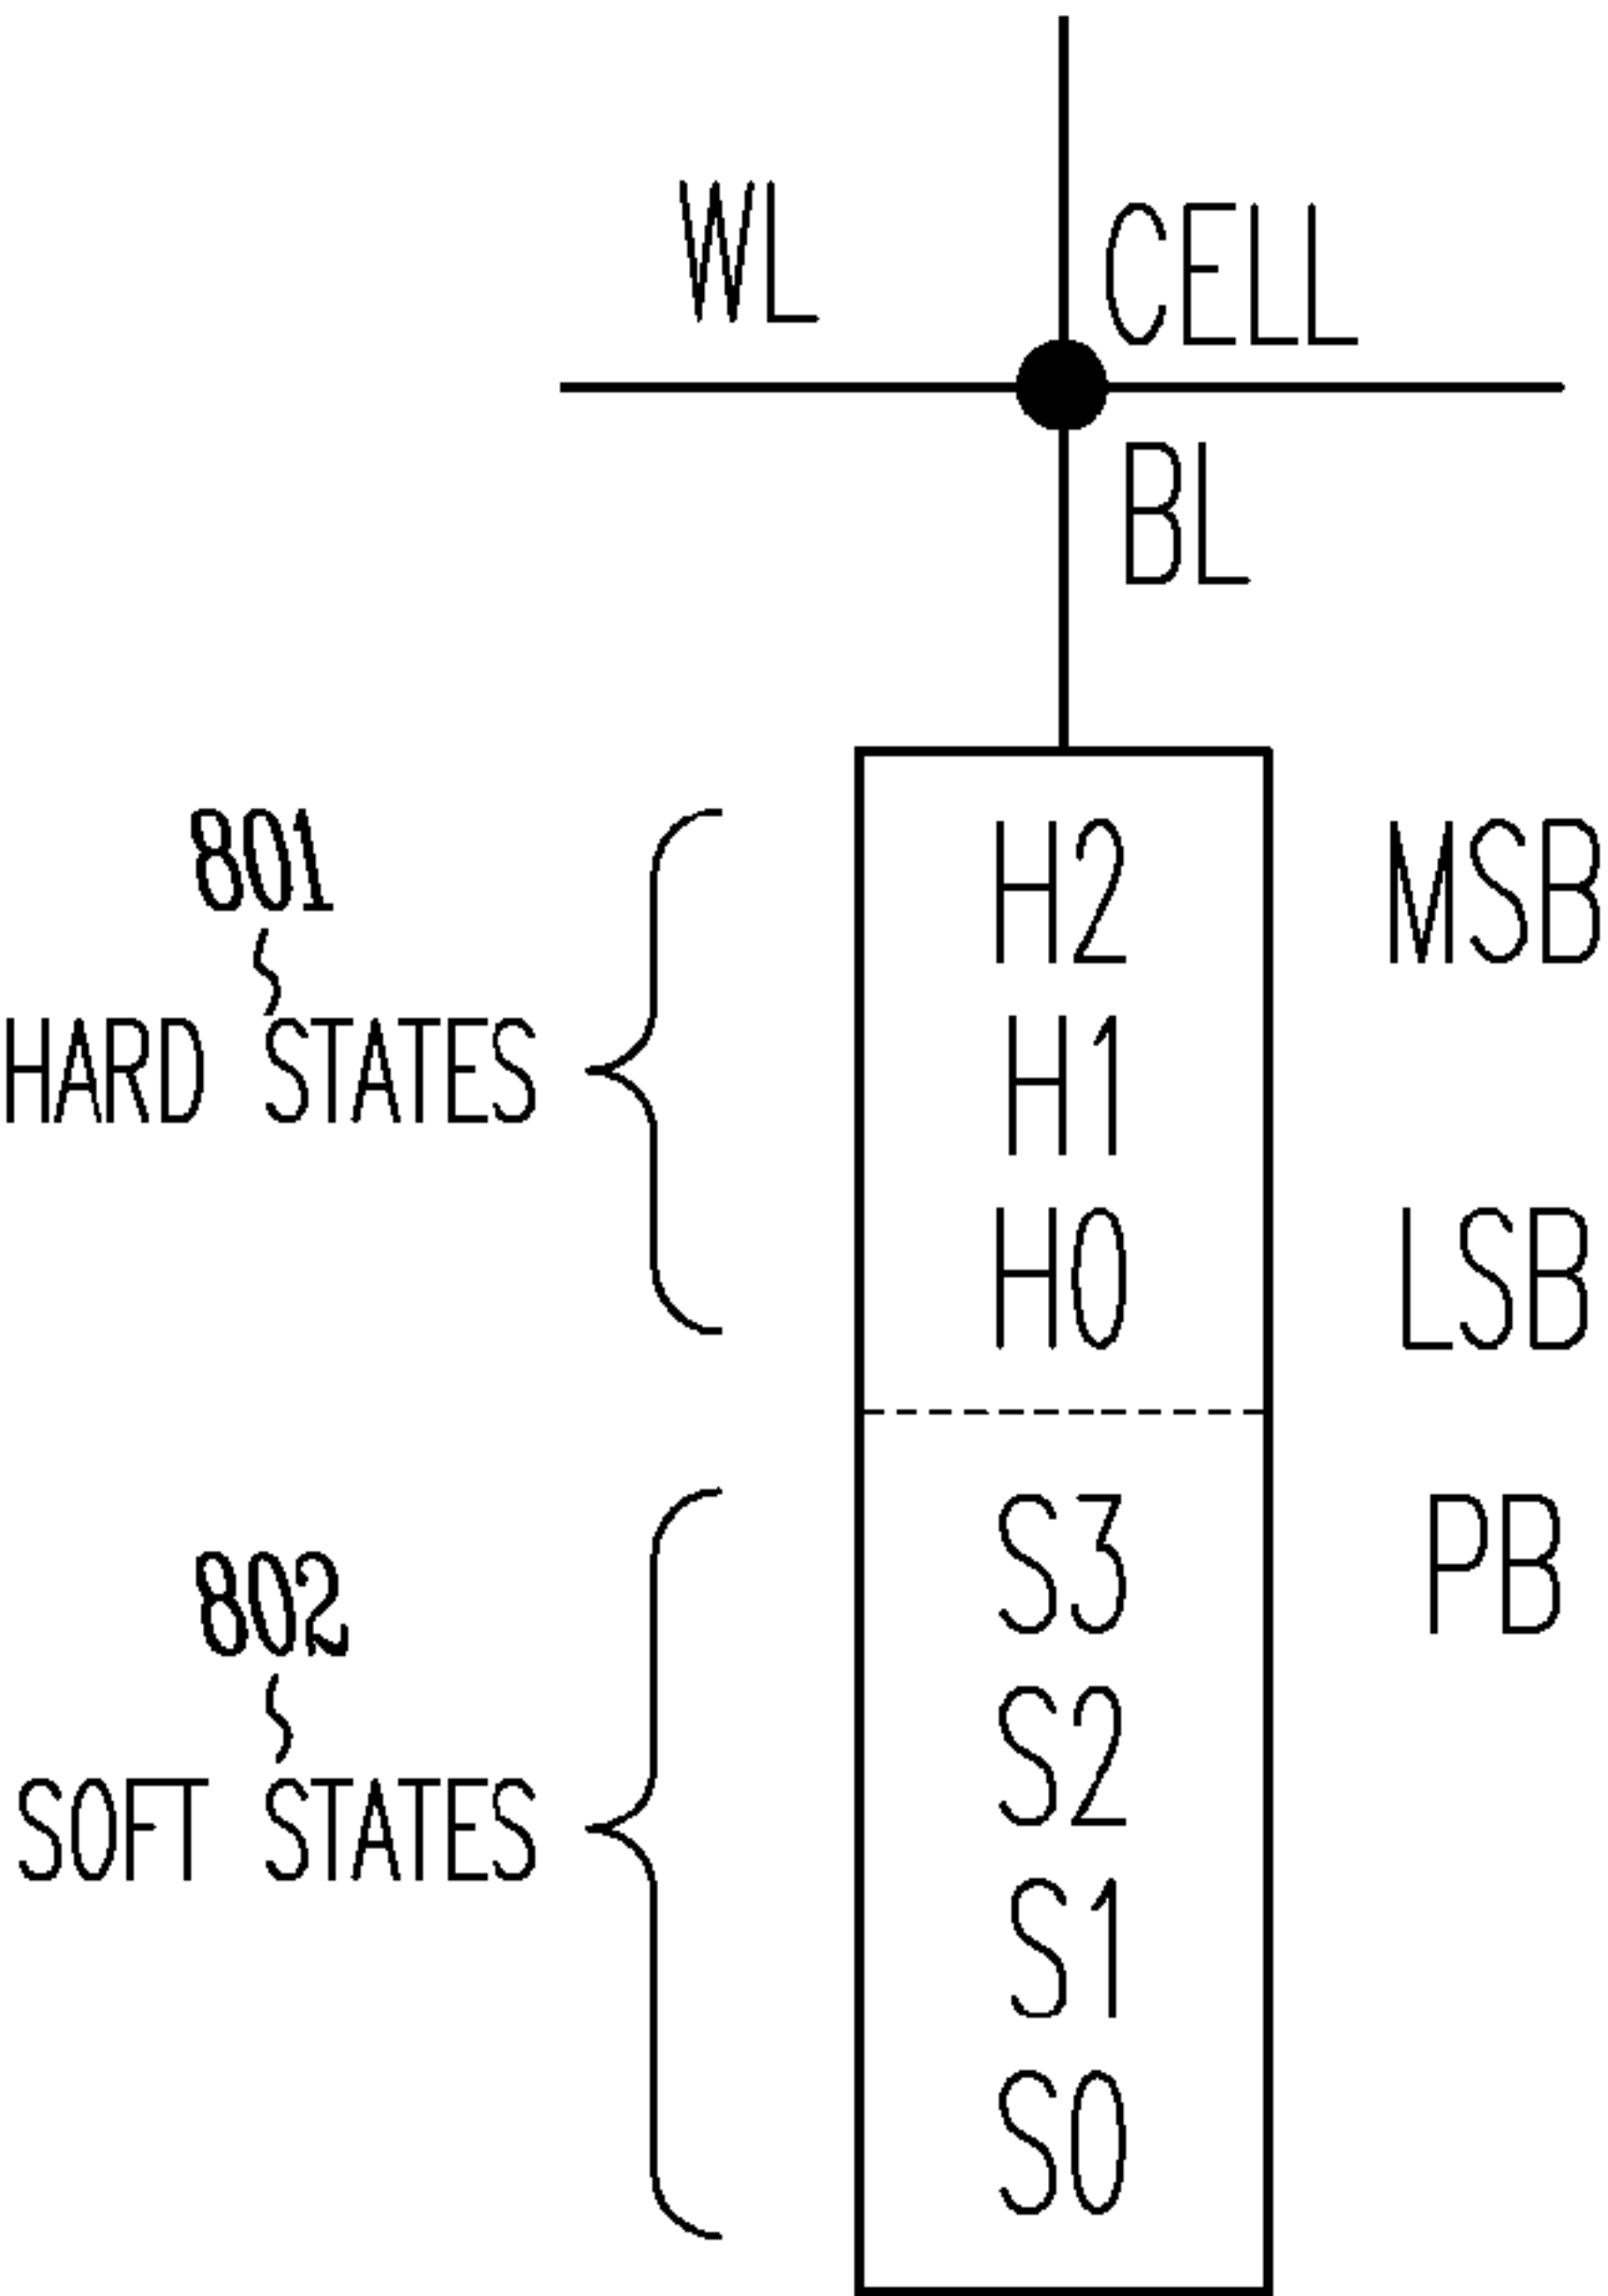 WL
CELL
BL
801
HARD STATES
H2 MSB
H1
H0 LSB
802
SOFT STATES
S3 PB
S2
S1
S0